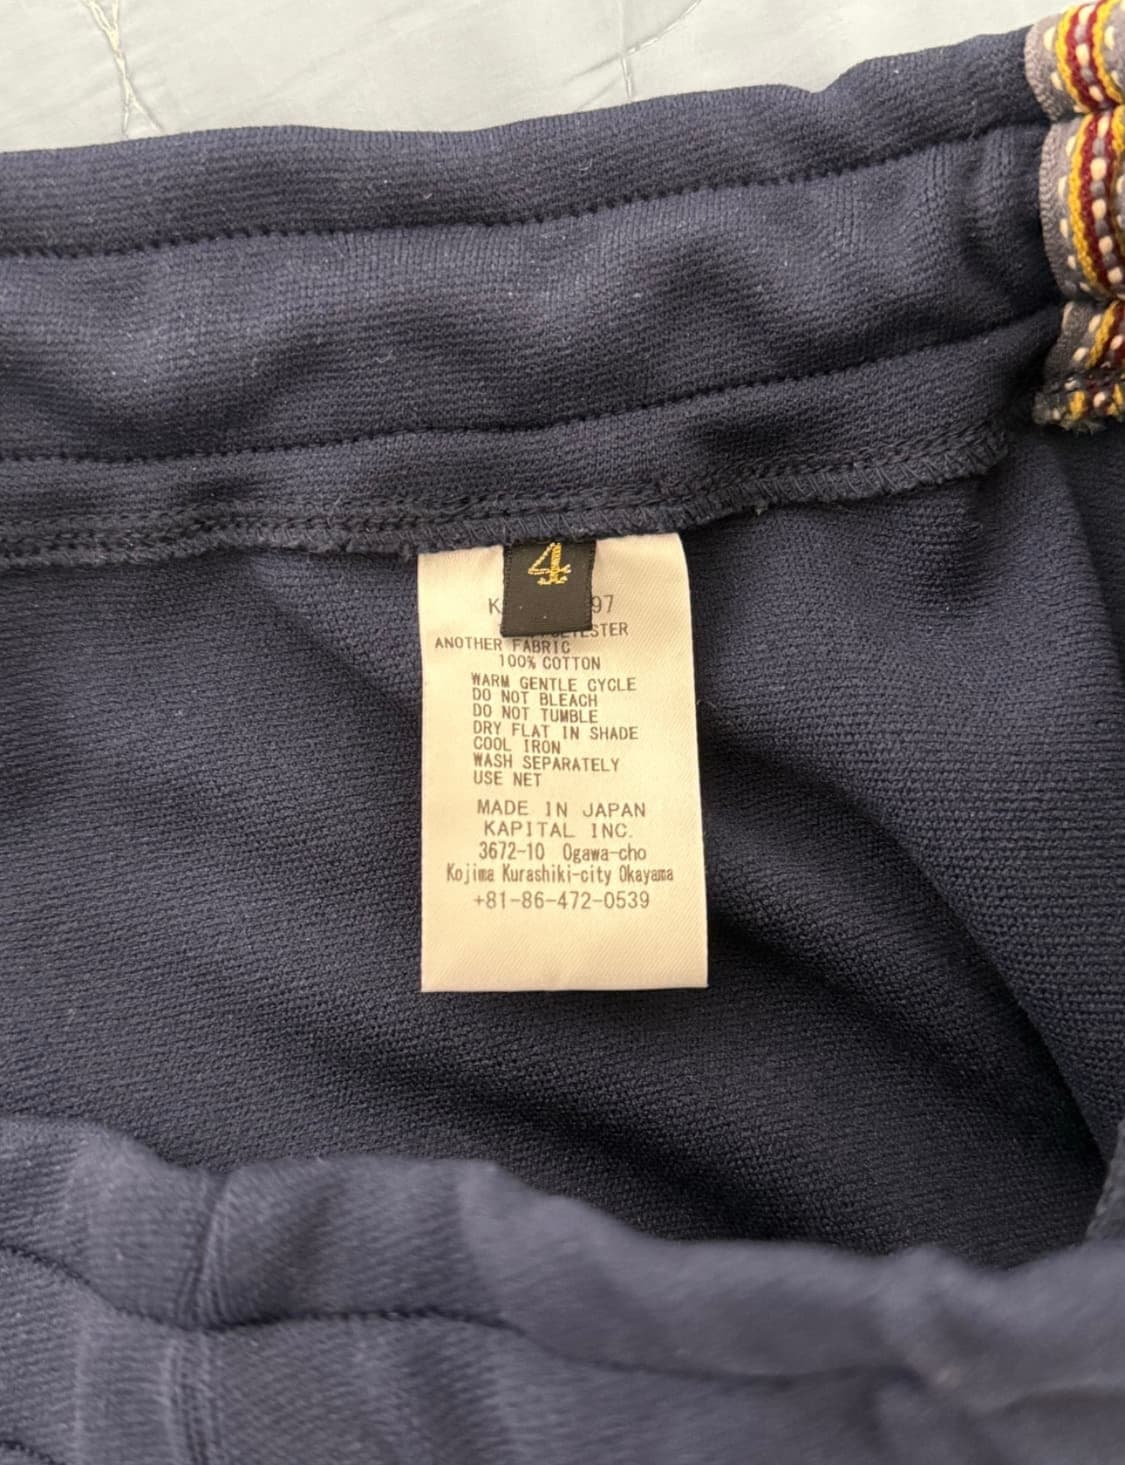 4
97
ANOTHER FABRIC
100% COTTON
WARM GENTLE CYCLE
DO NOT BLEACH
DO NOT TUMBLE
DRY FLAT IN SHADE
COOL IRON
WASH SEPARATELY
USE NET
MADE IN JAPAN
KAPITAL INC.
3672-10 Ogawa-cho
Kojima Kurashiki-city Okayama
+81-86-472-0539